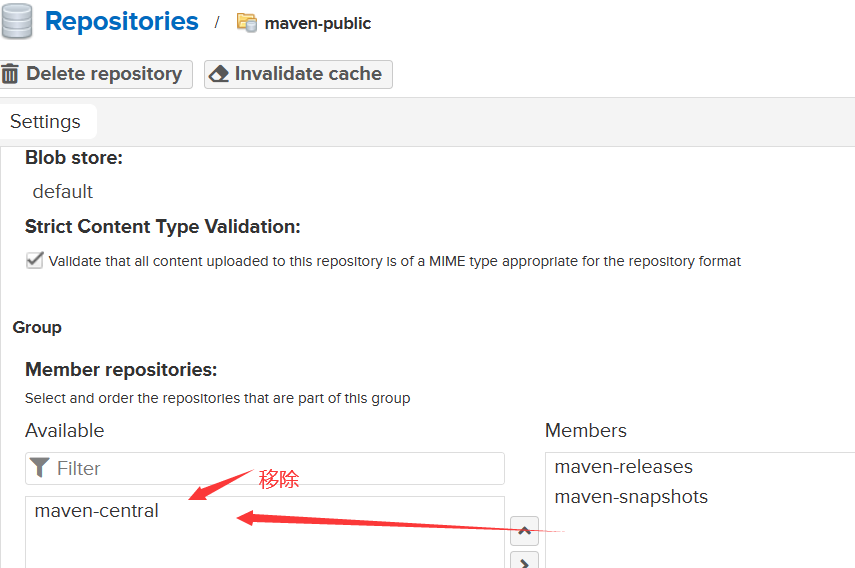 Repositories / maven-public
Delete repository Invalidate cache
Settings
Blob store:
default
Strict Content Type Validation:
Validate that all content uploaded to this repository is of a MIME type appropriate for the repository format
Group
Member repositories:
Select and order the repositories that are part of this group
Available Members
Filter
移除
maven-releases
maven-snapshots
maven-central